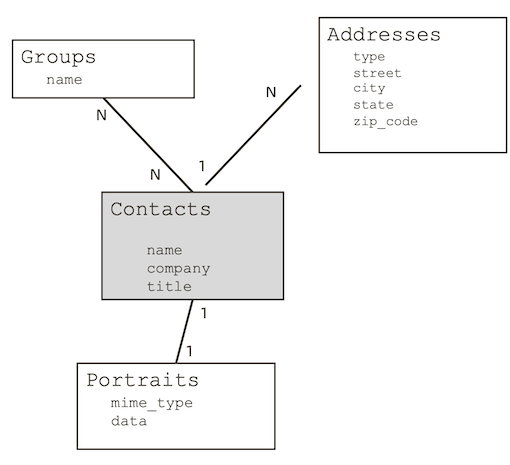 Groups
name
Addresses
type
street
city
state
zip_code
N
N
N
1
Contacts
name
company
title
1
1
Portraits
mime_type
data